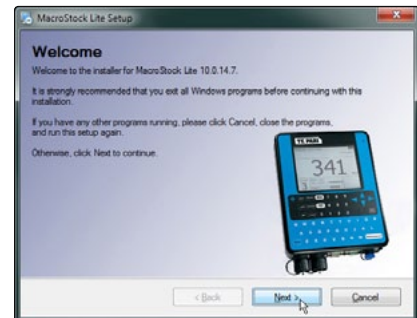 MacroStock Lite Setup
Welcome
Welcome to the installer for MacroStock Lite 10.0.14.7.
It is strongly recommended that you exit all Windows programs before continuing with this
installation.
If you have any other programs running, please click Cancel, close the programs,
and run this setup again.
Otherwise, click Next to continue.
TE PARI
341
< Back
Next >
Cancel